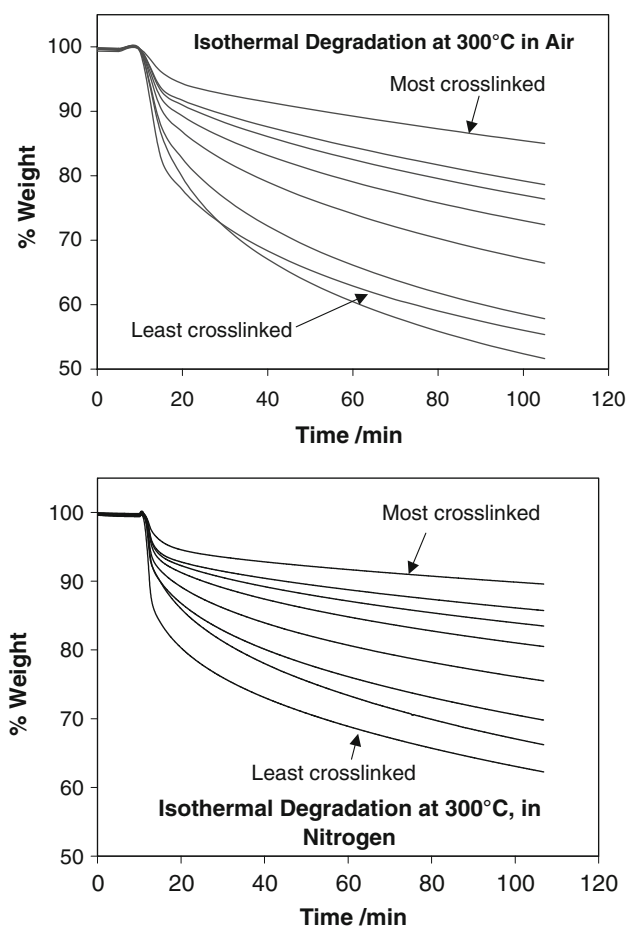 Isothermal Degradation at 300°C in Air
Most crosslinked
Least crosslinked
% Weight
100
90
80
70
60
50
0
20
40
60
80
100
120
Time /min
Most crosslinked
Least crosslinked
Isothermal Degradation at 300°C, in
Nitrogen
% Weight
100
90
80
70
60
50
0
20
40
60
80
100
120
Time /min